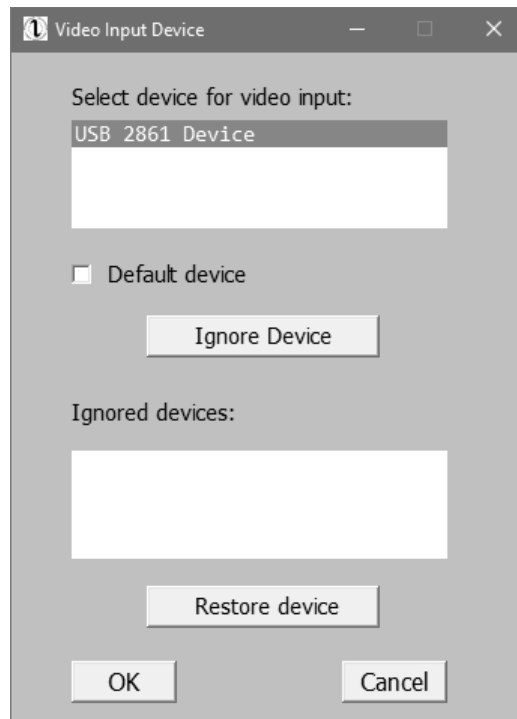 Video Input Device
Select device for video input:
USB 2861 Device
Default device
Ignore Device
Ignored devices:
Restore device
OK
Cancel